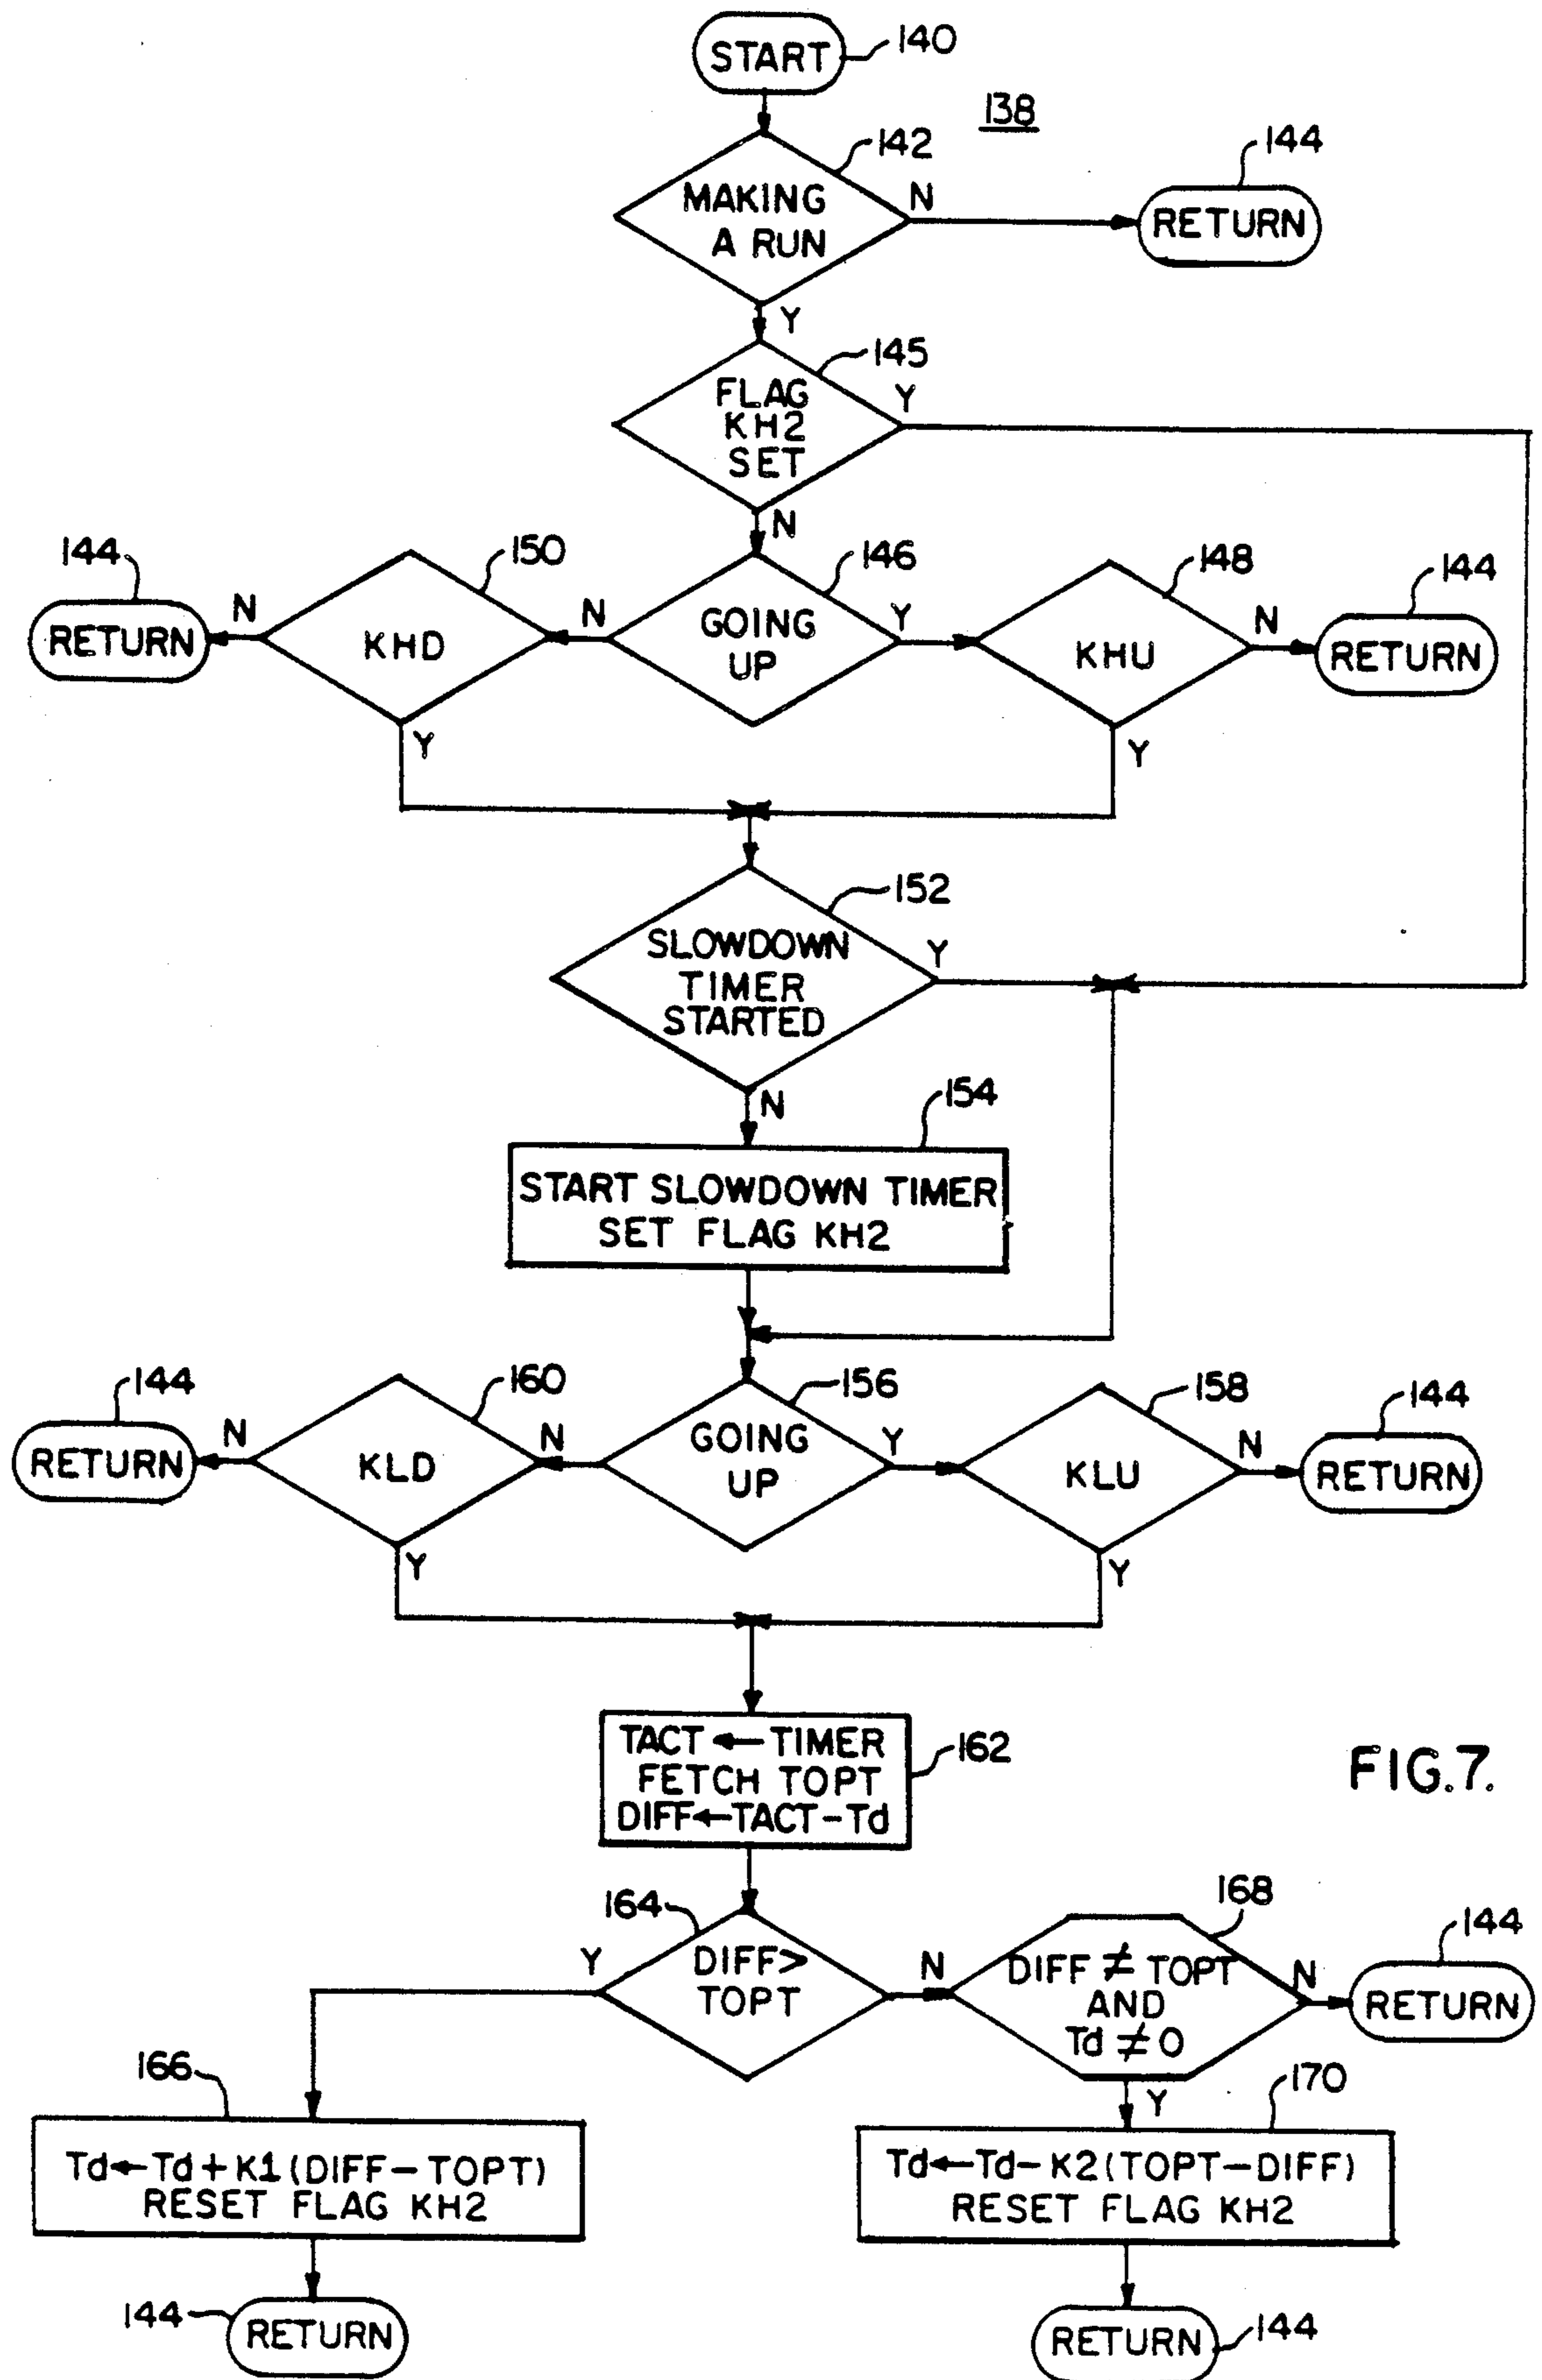 START
140
138
142
144
MAKING
A RUN
N
RETURN
Y
145
FLAG
KH2
SET
Y
N
144
150
146
148
144
RETURN
N
KHD
N
GOING
UP
Y
KHU
N
RETURN
Y
Y
152
SLOWDOWN
TIMER
STARTED
Y
N
154
START SLOWDOWN TIMER
SET FLAG KH2
144
160
156
158
144
RETURN
N
KLD
N
GOING
UP
Y
KLU
N
RETURN
Y
Y
TACT ← TIMER
FETCH TOPT
DIFF←TACT-Td
162
FIG.7.
164
168
144
Y
DIFF>
TOPT
N
DIFF ≠ TOPT
AND
Td ≠ 0
N
RETURN
166
Y
170
Td←Td+K1(DIFF-TOPT)
RESET FLAG KH2
Td←Td-K2(TOPT-DIFF)
RESET FLAG KH2
144
RETURN
RETURN
144